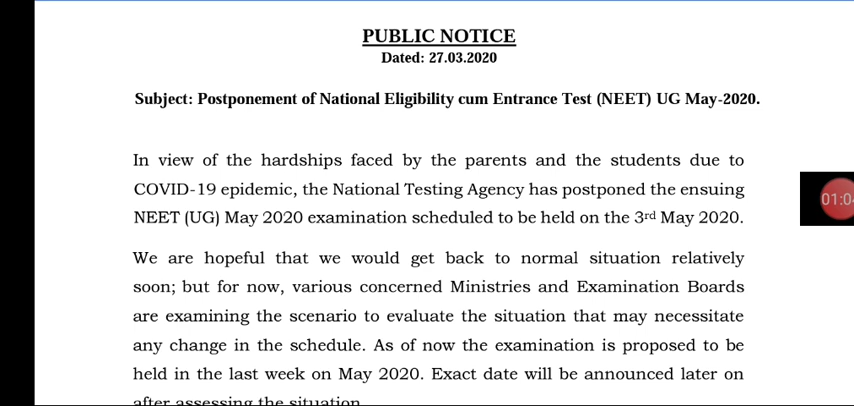 PUBLIC NOTICE
Dated: 27.03.2020
Subject: Postponement of National Eligibility cum Entrance Test (NEET) UG May-2020.
In view of the hardships faced by the parents and the students due to
COVID-19 epidemic, the National Testing Agency has postponed the ensuing
NEET (UG) May 2020 examination scheduled to be held on the 3rd May 2020.
We are hopeful that we would get back to normal situation relatively
soon; but for now, various concerned Ministries and Examination Boards
are examining the scenario to evaluate the situation that may necessitate
any change in the schedule. As of now the examination is proposed to be
held in the last week on May 2020. Exact date will be announced later on
after assessing the situation